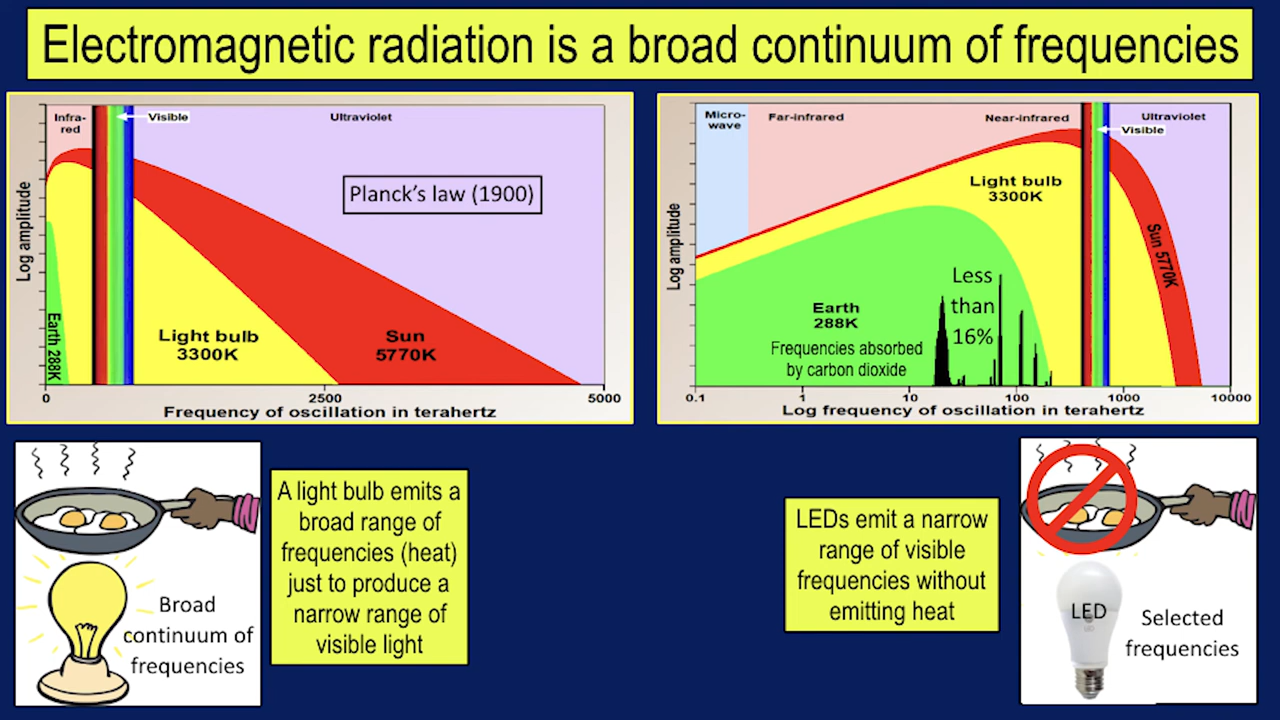 Electromagnetic radiation is a broad continuum of frequencies
Infra-
red
Visible
Ultraviolet
Planck's law (1900)
Log amplitude
Earth 288K
Light bulb
3300K
Sun
5770K
0
2500
5000
Frequency of oscillation in terahertz
Micro-
wave
Far-infrared
Near-infrared
Ultraviolet
Visible
Light bulb
3300K
Log amplitude
Sun 5770K
Less
than
16%
Earth
288K
Frequencies absorbed
by carbon dioxide
0.1
1
10
100
1000
10000
Log frequency of oscillation in terahertz
Broad
continuum of
frequencies
A light bulb emits a
broad range of
frequencies (heat)
just to produce a
narrow range of
visible light
LEDs emit a narrow
range of visible
frequencies without
emitting heat
LED
LED
Selected
frequencies